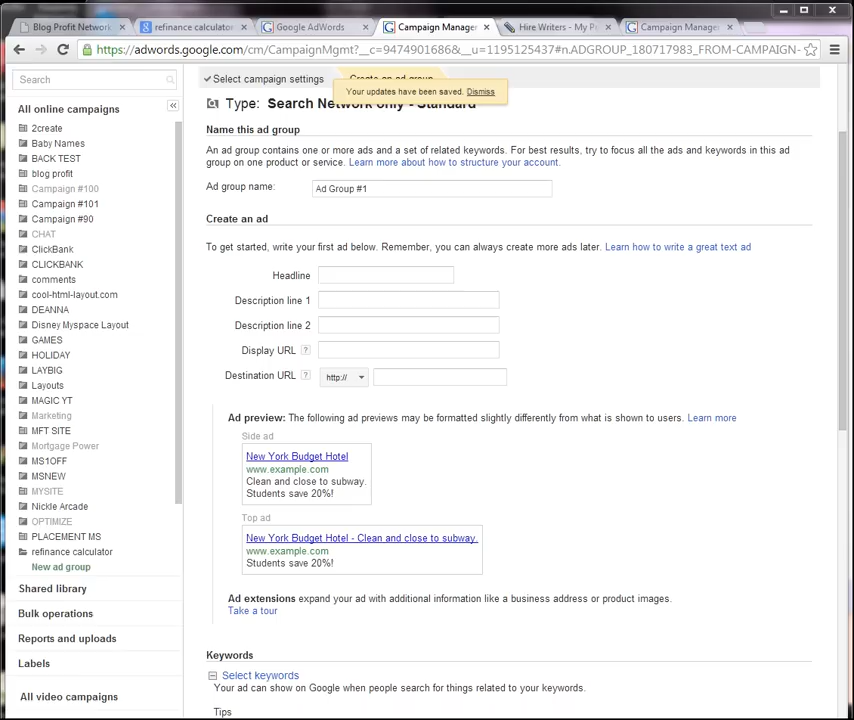 Blog Profit Network
refinance calculator
Google AdWords
Campaign Manage
Hire Writers - My P
Campaign Manage
https://adwords.google.com/cm/CampaignMgmt?__c=9474901686&__u=1195125437#n.ADGROUP_180717983_FROM-CAMPAIGN-
Search
Select campaign settings
Create an ad group
Your updates have been saved. Dismiss
Type: Search Network only - Standard
All online campaigns
2create
Baby Names
BACK TEST
blog profit
Campaign #100
Campaign #101
Campaign #90
CHAT
ClickBank
CLICKBANK
comments
cool-html-layout.com
DEANNA
Disney Myspace Layout
GAMES
HOLIDAY
LAYBIG
Layouts
MAGIC YT
Marketing
MFT SITE
Mortgage Power
MS1OFF
MSNEW
MYSITE
Nickle Arcade
OPTIMIZE
PLACEMENT MS
refinance calculator
New ad group
Shared library
Bulk operations
Reports and uploads
Labels
All video campaigns
Name this ad group
An ad group contains one or more ads and a set of related keywords. For best results, try to focus all the ads and keywords in this ad
group on one product or service. Learn more about how to structure your account.
Ad group name: Ad Group #1
Create an ad
To get started, write your first ad below. Remember, you can always create more ads later. Learn how to write a great text ad
Headline
Description line 1
Description line 2
Display URL ?
Destination URL ? http://
Ad preview: The following ad previews may be formatted slightly differently from what is shown to users. Learn more
Side ad
New York Budget Hotel
www.example.com
Clean and close to subway.
Students save 20%!
Top ad
New York Budget Hotel - Clean and close to subway.
www.example.com
Students save 20%!
Ad extensions expand your ad with additional information like a business address or product images.
Take a tour
Keywords
Select keywords
Your ad can show on Google when people search for things related to your keywords.
Tips